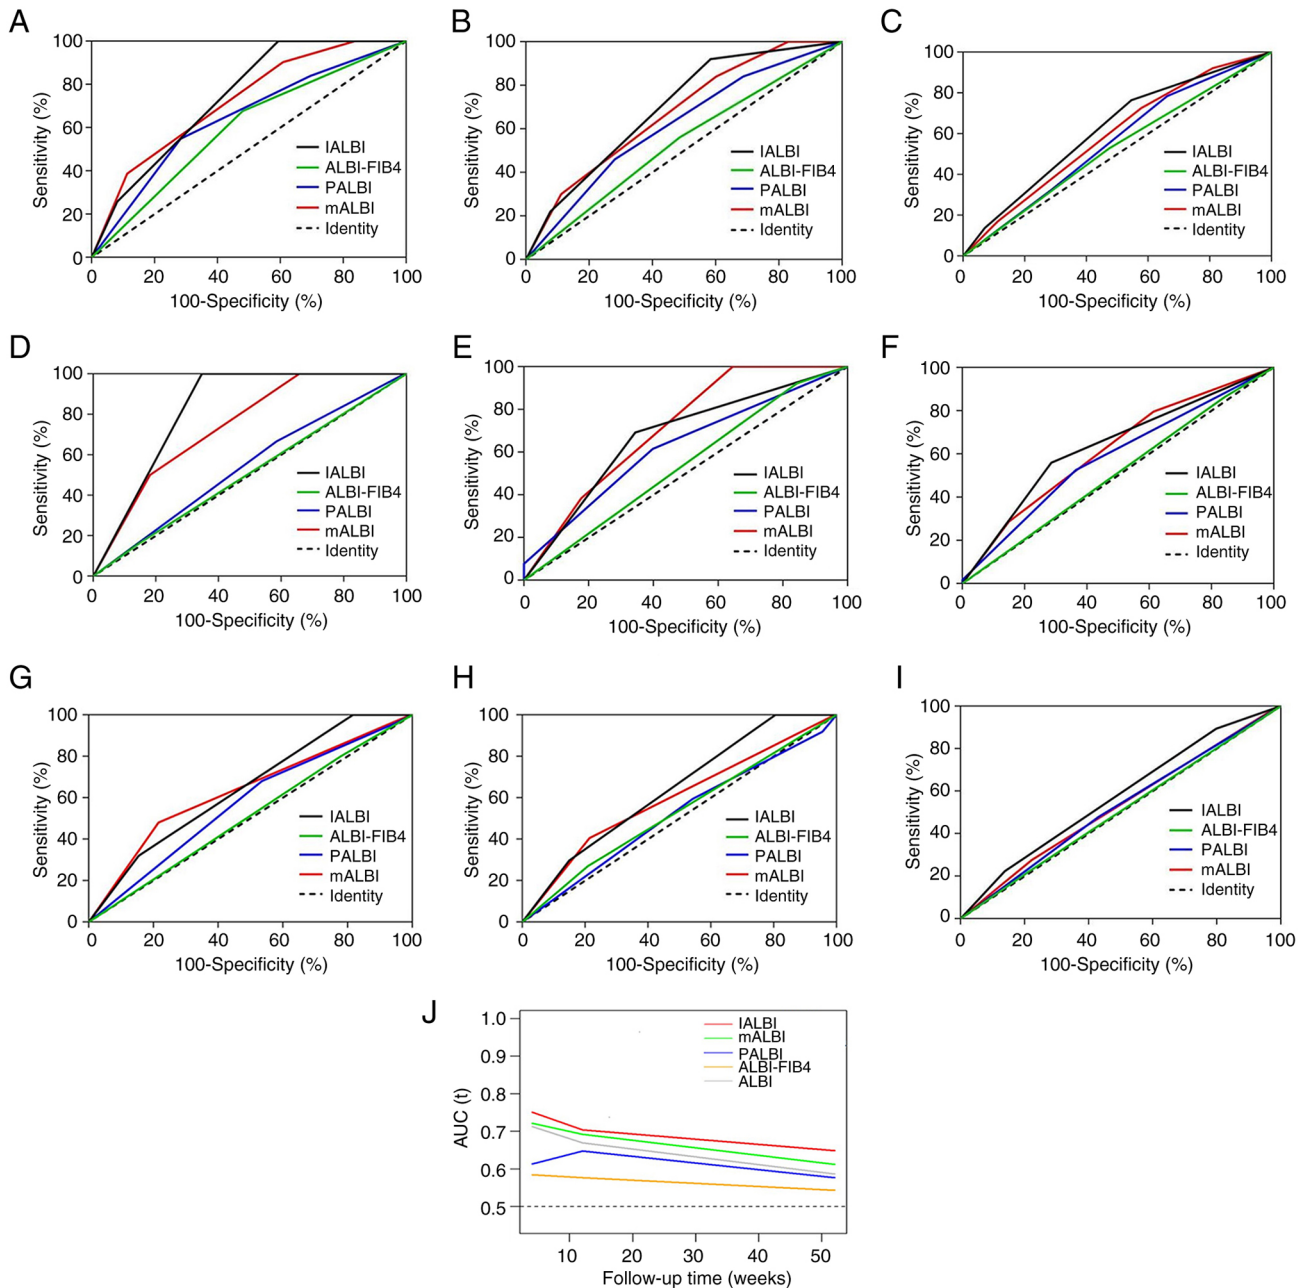 A
Sensitivity (%)
100
80
60
40
20
0
0 20 40 60 80 100
100-Specificity (%)
IALBI
ALBI-FIB4
PALBI
mALBI
Identity
B
Sensitivity (%)
100
80
60
40
20
0
0 20 40 60 80 100
100-Specificity (%)
IALBI
ALBI-FIB4
PALBI
mALBI
Identity
C
Sensitivity (%)
100
80
60
40
20
0
0 20 40 60 80 100
100-Specificity (%)
IALBI
ALBI-FIB4
PALBI
mALBI
Identity
D
Sensitivity (%)
100
80
60
40
20
0
0 20 40 60 80 100
100-Specificity (%)
IALBI
ALBI-FIB4
PALBI
mALBI
Identity
E
Sensitivity (%)
100
80
60
40
20
0
0 20 40 60 80 100
100-Specificity (%)
IALBI
ALBI-FIB4
PALBI
mALBI
Identity
F
Sensitivity (%)
100
80
60
40
20
0
0 20 40 60 80 100
100-Specificity (%)
IALBI
ALBI-FIB4
PALBI
mALBI
Identity
G
Sensitivity (%)
100
80
60
40
20
0
0 20 40 60 80 100
100-Specificity (%)
IALBI
ALBI-FIB4
PALBI
mALBI
Identity
H
Sensitivity (%)
100
80
60
40
20
0
0 20 40 60 80 100
100-Specificity (%)
IALBI
ALBI-FIB4
PALBI
mALBI
Identity
I
Sensitivity (%)
100
80
60
40
20
0
0 20 40 60 80 100
100-Specificity (%)
IALBI
ALBI-FIB4
PALBI
mALBI
Identity
J
AUC (t)
1.0
0.9
0.8
0.7
0.6
0.5
10 20 30 40 50
Follow-up time (weeks)
IALBI
mALBI
PALBI
ALBI-FIB4
ALBI